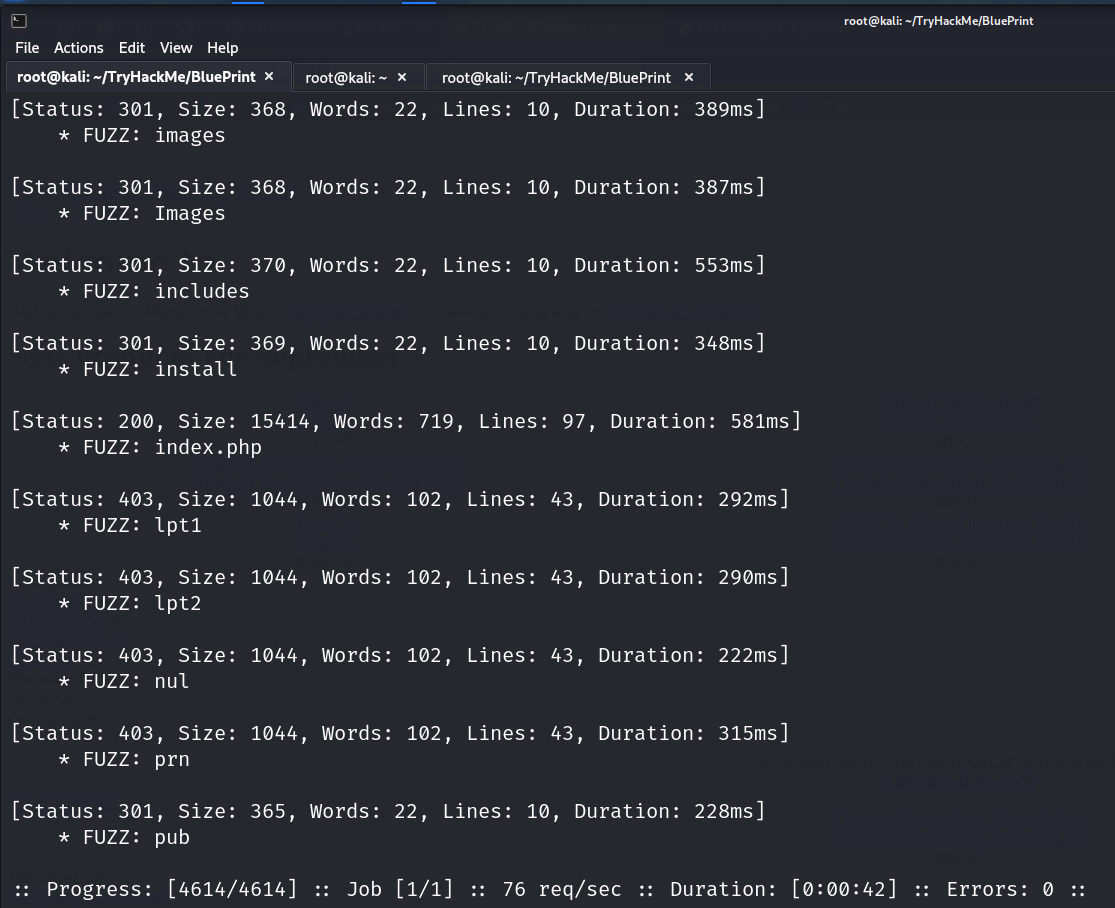 root@kali: ~/TryHackMe/BluePrint
File Actions Edit View Help
root@kali: ~/TryHackMe/BluePrint × root@kali: ~ × root@kali: ~/TryHackMe/BluePrint ×
[Status: 301, Size: 368, Words: 22, Lines: 10, Duration: 389ms]
* FUZZ: images
[Status: 301, Size: 368, Words: 22, Lines: 10, Duration: 387ms]
* FUZZ: Images
[Status: 301, Size: 370, Words: 22, Lines: 10, Duration: 553ms]
* FUZZ: includes
[Status: 301, Size: 369, Words: 22, Lines: 10, Duration: 348ms]
* FUZZ: install
[Status: 200, Size: 15414, Words: 719, Lines: 97, Duration: 581ms]
* FUZZ: index.php
[Status: 403, Size: 1044, Words: 102, Lines: 43, Duration: 292ms]
* FUZZ: lpt1
[Status: 403, Size: 1044, Words: 102, Lines: 43, Duration: 290ms]
* FUZZ: lpt2
[Status: 403, Size: 1044, Words: 102, Lines: 43, Duration: 222ms]
* FUZZ: nul
[Status: 403, Size: 1044, Words: 102, Lines: 43, Duration: 315ms]
* FUZZ: prn
[Status: 301, Size: 365, Words: 22, Lines: 10, Duration: 228ms]
* FUZZ: pub
:: Progress: [4614/4614] :: Job [1/1] :: 76 req/sec :: Duration: [0:00:42] :: Errors: 0 ::